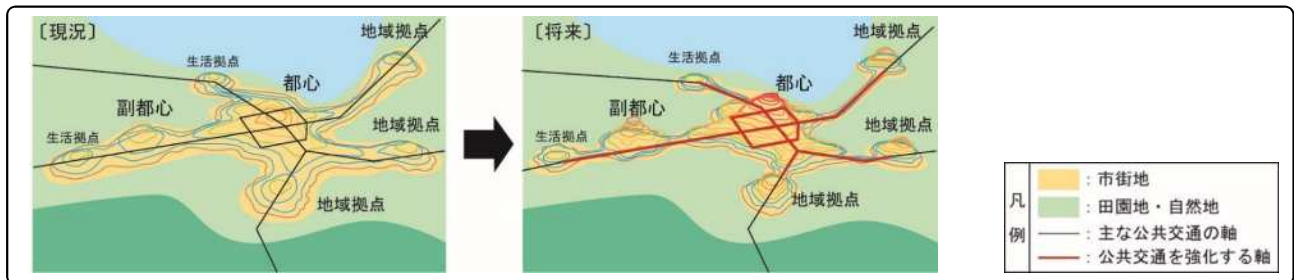 〔現況〕
地域拠点
生活拠点
都心
副都心
生活拠点
地域拠点
地域拠点
〔将来〕
地域拠点
生活拠点
都心
副都心
生活拠点
地域拠点
地域拠点
凡例
：市街地
：田園地・自然地
：主な公共交通の軸
：公共交通を強化する軸